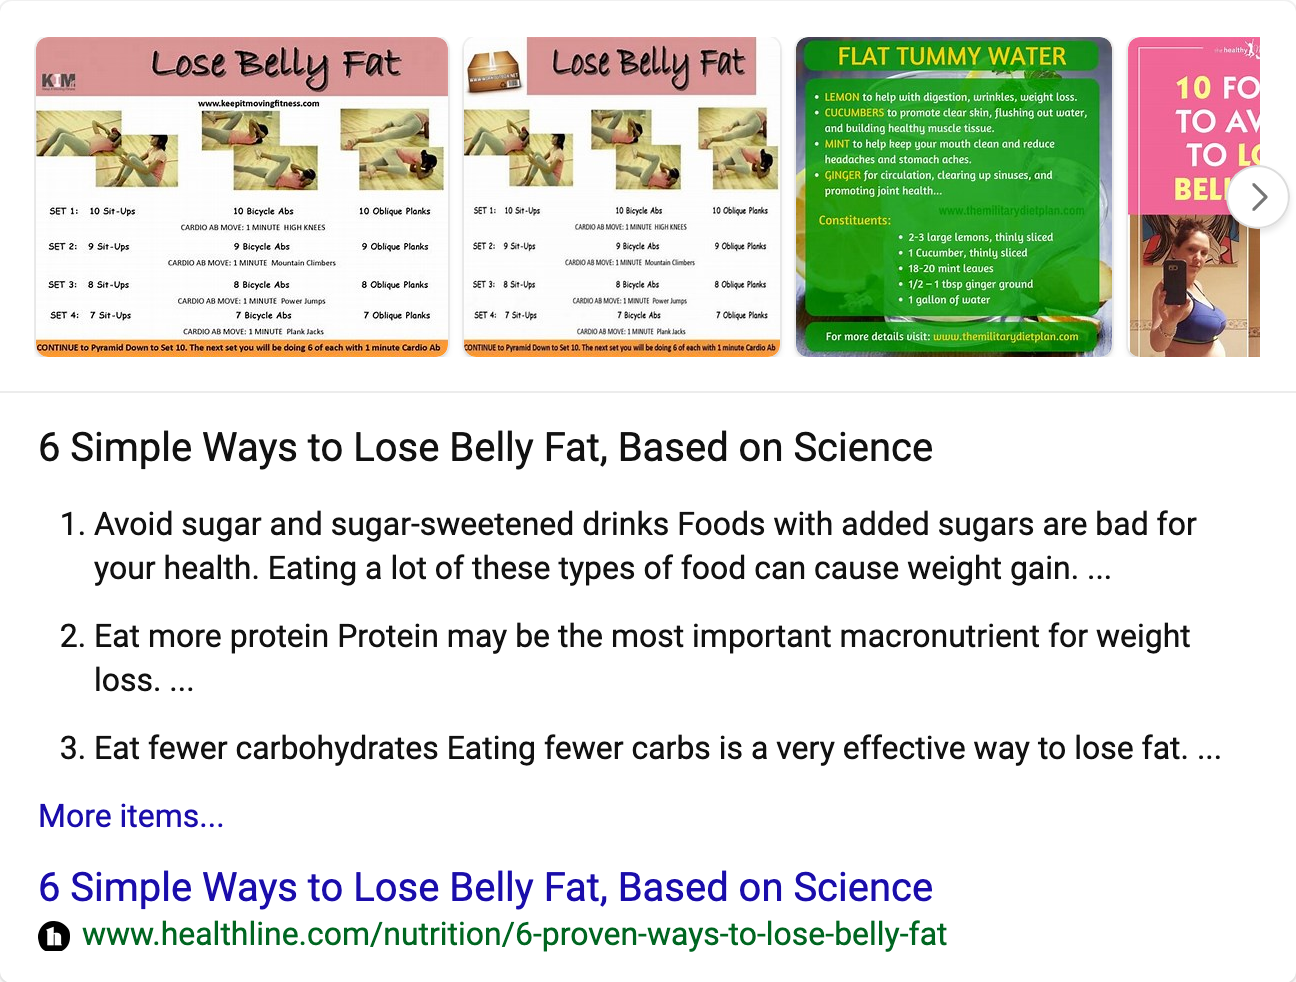 Lose Belly Fat
KIM
www.keepitmovingfitness.com
SET 1: 10 Sit-Ups 10 Bicycle Abs 10 Oblique Planks
CARDIO AB MOVE: 1 MINUTE HIGH KNEES
SET 2: 9 Sit-Ups 9 Bicycle Abs 9 Oblique Planks
CARDIO AB MOVE: 1 MINUTE Mountain Climbers
SET 3: 8 Sit-Ups 8 Bicycle Abs 8 Oblique Planks
CARDIO AB MOVE: 1 MINUTE Power Jumps
SET 4: 7 Sit-Ups 7 Bicycle Abs 7 Oblique Planks
CARDIO AB MOVE: 1 MINUTE Plank Jacks
CONTINUE to Pyramid Down to Set 10. The next set you will be doing 6 of each with 1 minute Cardio Ab
Lose Belly Fat
SET 1: 10 Sit-Ups 10 Bicycle Abs 10 Oblique Planks
CARDIO AB MOVE: 1 MINUTE HIGH KNEES
SET 2: 9 Sit-Ups 9 Bicycle Abs 9 Oblique Planks
CARDIO AB MOVE: 1 MINUTE Mountain Climbers
SET 3: 8 Sit-Ups 8 Bicycle Abs 8 Oblique Planks
CARDIO AB MOVE: 1 MINUTE Power Jumps
SET 4: 7 Sit-Ups 7 Bicycle Abs 7 Oblique Planks
CARDIO AB MOVE: 1 MINUTE Plank Jacks
CONTINUE to Pyramid Down to Set 10. The next set you will be doing 6 of each with 1 minute Cardio Ab
FLAT TUMMY WATER
• LEMON to help with digestion, wrinkles, weight loss.
• CUCUMBERS to promote clear skin, flushing out water,
and building healthy muscle tissue.
• MINT to help keep your mouth clean and reduce
headaches and stomach aches.
• GINGER for circulation, clearing up sinuses, and
promoting joint health...
www.themilitarydietplan.com
Constituents:
• 2-3 large lemons, thinly sliced
• 1 Cucumber, thinly sliced
• 18-20 mint leaves
• 1/2 – 1 tbsp ginger ground
• 1 gallon of water
For more details visit: www.themilitarydietplan.com
the healthy
10 FO
TO AV
TO LO
BELL
6 Simple Ways to Lose Belly Fat, Based on Science
1. Avoid sugar and sugar-sweetened drinks Foods with added sugars are bad for
your health. Eating a lot of these types of food can cause weight gain. ...
2. Eat more protein Protein may be the most important macronutrient for weight
loss. ...
3. Eat fewer carbohydrates Eating fewer carbs is a very effective way to lose fat. ...
More items...
6 Simple Ways to Lose Belly Fat, Based on Science
h www.healthline.com/nutrition/6-proven-ways-to-lose-belly-fat